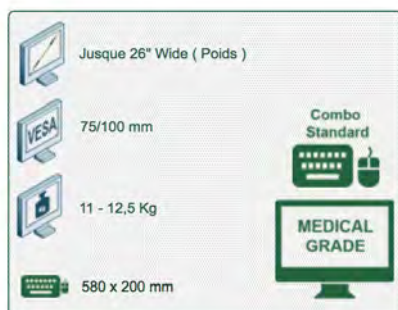 Jusque 26" Wide ( Poids )
VESA
75/100 mm
11 - 12,5 Kg
580 x 200 mm
Combo
Standard
MEDICAL
GRADE